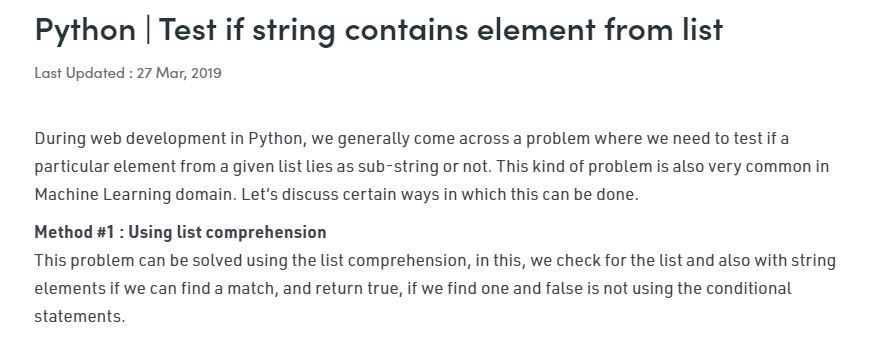 Python | Test if string contains element from list
Last Updated : 27 Mar, 2019
During web development in Python, we generally come across a problem where we need to test if a
particular element from a given list lies as sub-string or not. This kind of problem is also very common in
Machine Learning domain. Let’s discuss certain ways in which this can be done.
Method #1 : Using list comprehension
This problem can be solved using the list comprehension, in this, we check for the list and also with string
elements if we can find a match, and return true, if we find one and false is not using the conditional
statements.